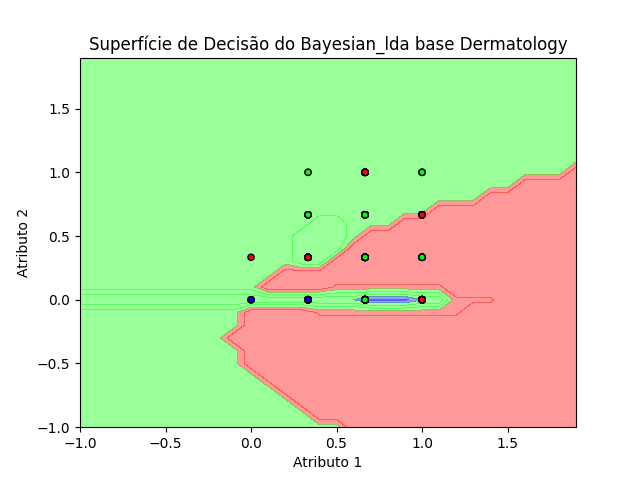 Superfície de Decisão do Bayesian_lda base Dermatology
1.5
1.0
0.5
0.0
−0.5
−1.0
−1.0 −0.5 0.0 0.5 1.0 1.5
Atributo 2
Atributo 1